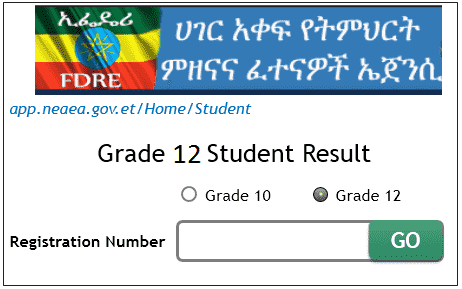 ኢ.ፌ.ዴ.ሪ
FDRE
ሀገር አቀፍ የትምህርት
ምዘናና ፈተናዎች ኤጀንሲ
app.neaea.gov.et/Home/Student
Grade 12 Student Result
Grade 10 Grade 12
Registration Number GO